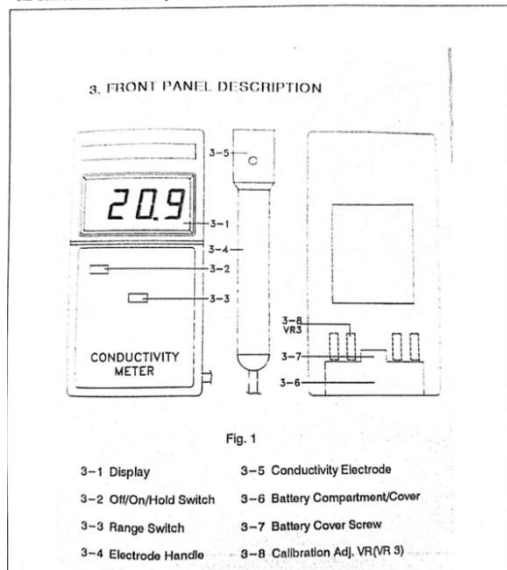 3. FRONT PANEL DESCRIPTION
3-5
20.9
3-1
3-4
3-2
3-3
3-8
VR3
3-7
3-6
CONDUCTIVITY
METER
Fig. 1
3-1 Display
3-5 Conductivity Electrode
3-2 Off/On/Hold Switch
3-6 Battery Compartment/Cover
3-3 Range Switch
3-7 Battery Cover Screw
3-4 Electrode Handle
3-8 Calibration Adj. VR(VR 3)